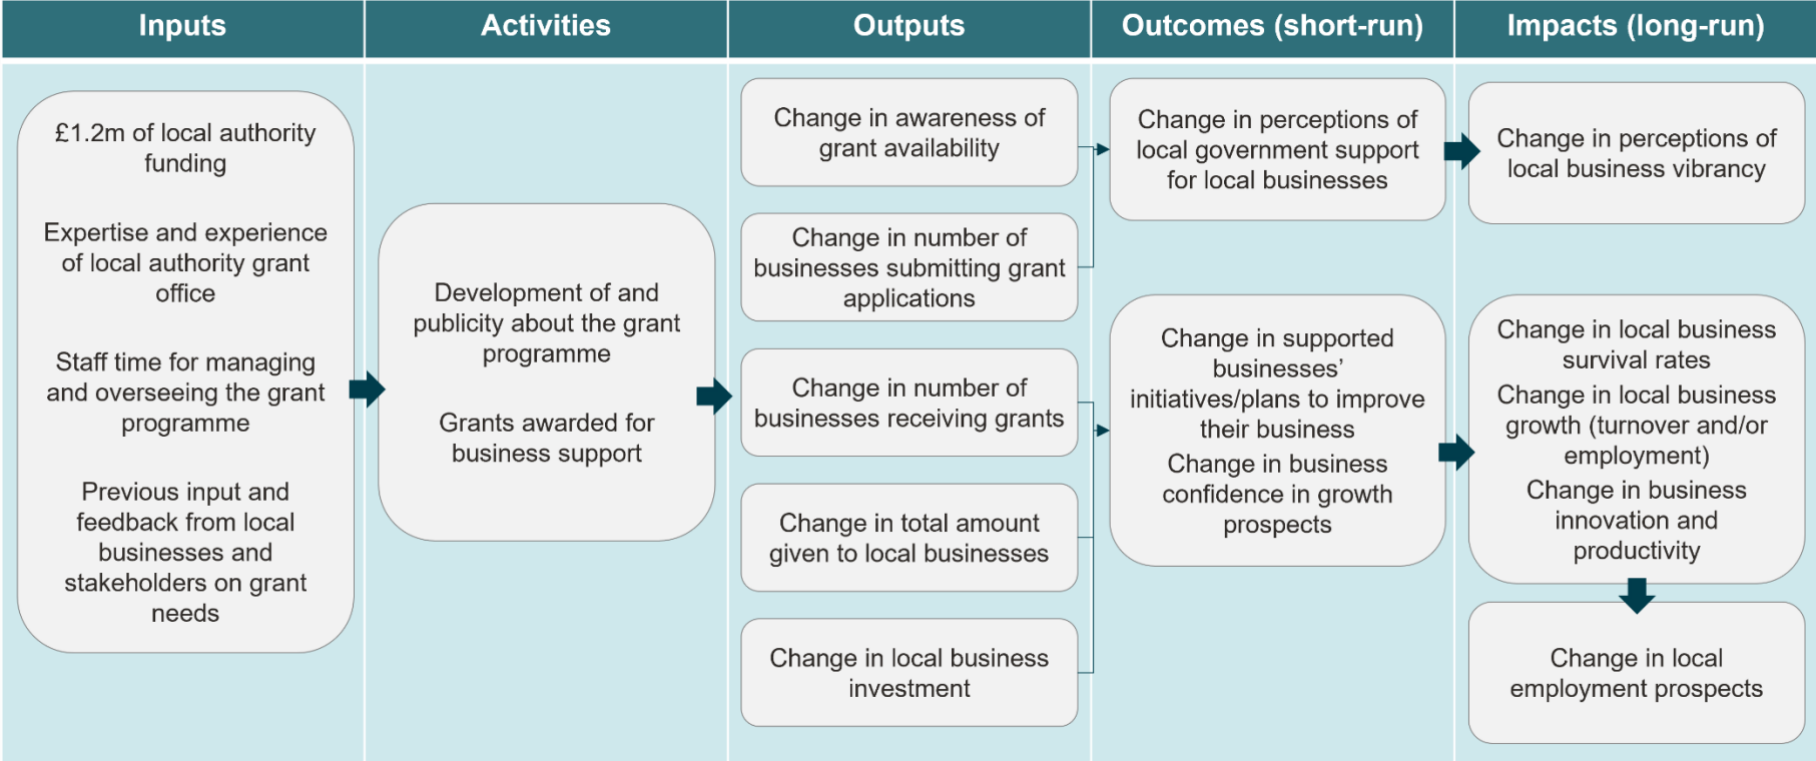 Inputs
Activities
Outputs
Outcomes (short-run)
Impacts (long-run)
£1.2m of local authority
funding
Expertise and experience
of local authority grant
office
Staff time for managing
and overseeing the grant
programme
Previous input and
feedback from local
businesses and
stakeholders on grant
needs
Development of and
publicity about the grant
programme
Grants awarded for
business support
Change in awareness of
grant availability
Change in number of
businesses submitting grant
applications
Change in number of
businesses receiving grants
Change in total amount
given to local businesses
Change in local business
investment
Change in perceptions of
local government support
for local businesses
Change in supported
businesses’
initiatives/plans to improve
their business
Change in business
confidence in growth
prospects
Change in perceptions of
local business vibrancy
Change in local business
survival rates
Change in local business
growth (turnover and/or
employment)
Change in business
innovation and
productivity
Change in local
employment prospects